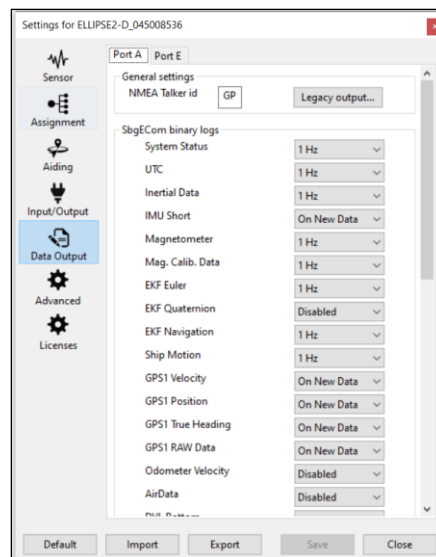 Settings for ELLIPSE2-D_045008536
Port A Port E
Sensor
Assignment
Aiding
Input/Output
Data Output
Advanced
Licenses
General settings
NMEA Talker id GP Legacy output...
SbgECom binary logs
System Status 1 Hz
UTC 1 Hz
Inertial Data 1 Hz
IMU Short On New Data
Magnetometer 1 Hz
Mag. Calib. Data 1 Hz
EKF Euler 1 Hz
EKF Quaternion Disabled
EKF Navigation 1 Hz
Ship Motion 1 Hz
GPS1 Velocity On New Data
GPS1 Position On New Data
GPS1 True Heading On New Data
GPS1 RAW Data On New Data
Odometer Velocity Disabled
AirData Disabled
Default Import Export Save Close